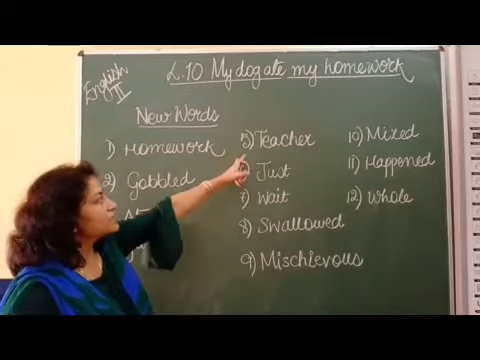 English
II
L.10 My dog ate my homework
New Words
1) Homework
2) Gobbled
5) Teacher
Just
7) Wait
8) Swallowed
9) Mischievous
10) Mixed
11) Happened
12) Whole